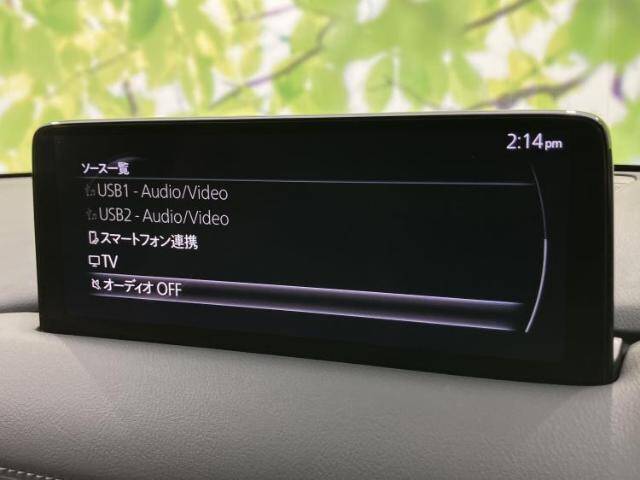 2:14pm
ソース一覧
USB1 - Audio/Video
USB2 - Audio/Video
スマートフォン連携
TV
オーディオ OFF